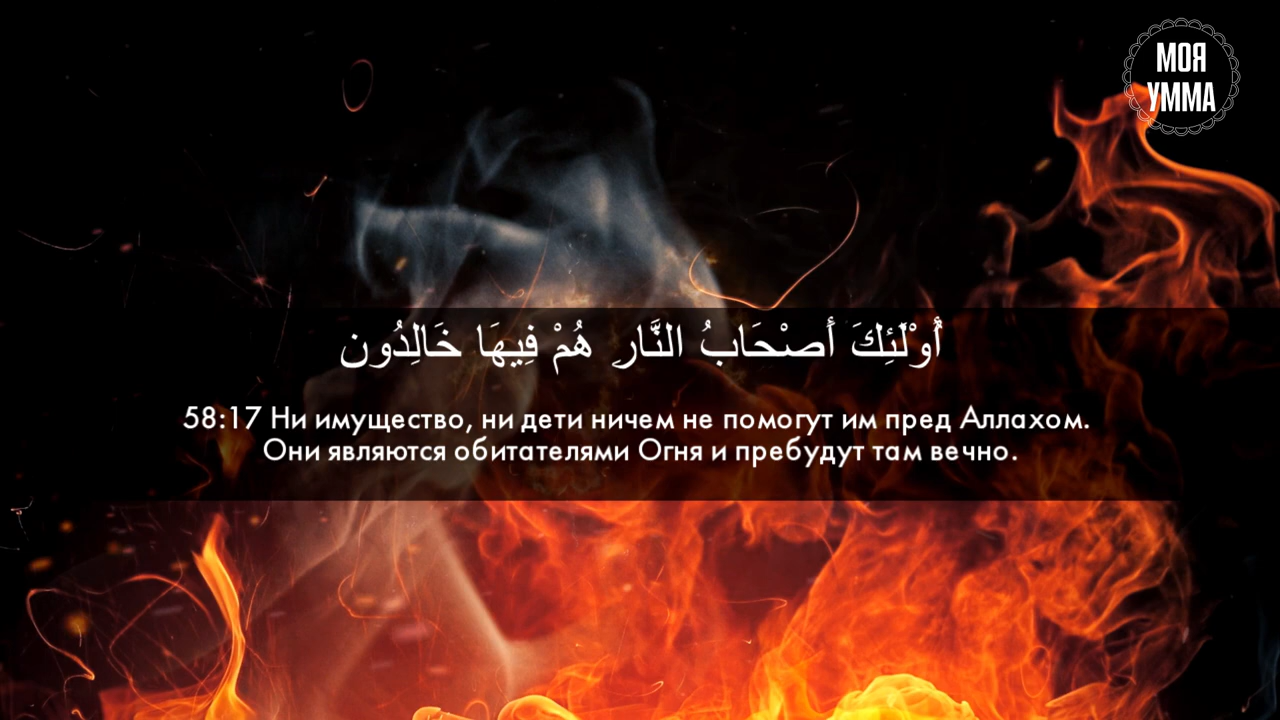 МОЯ
УММА
أُوْلَٰئِكَ أَصْحَابُ النَّارِ هُمْ فِيهَا خَالِدُون
58:17 Ни имущество, ни дети ничем не помогут им пред Аллахом.
Они являются обитателями Огня и пребудут там вечно.